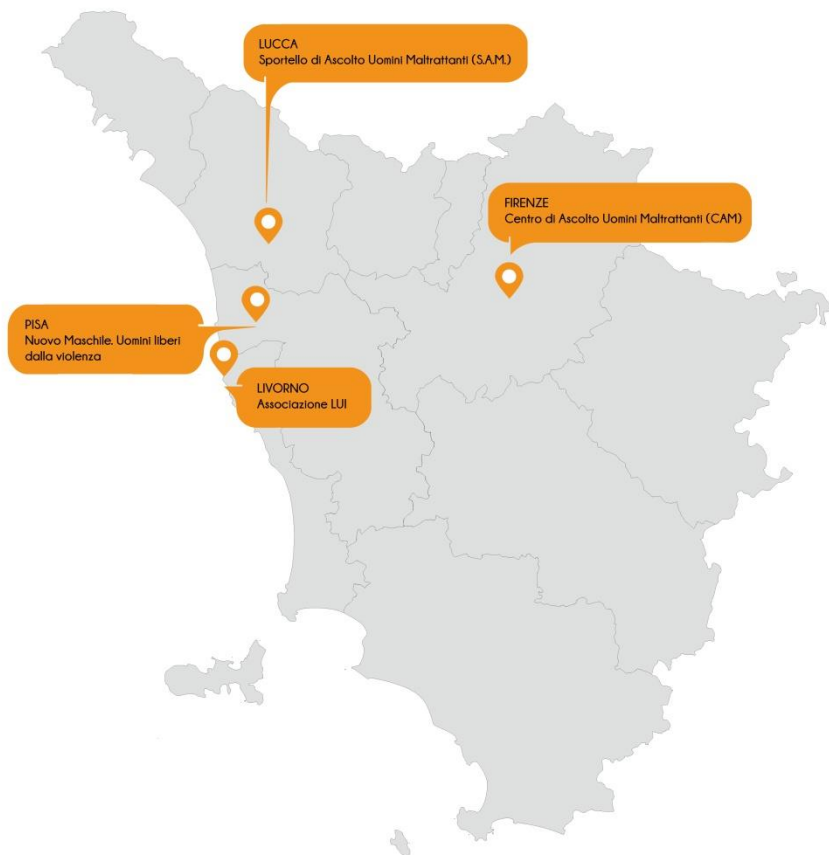 LUCCA
Sportello di Ascolto Uomini Maltrattanti (S.A.M.)
FIRENZE
Centro di Ascolto Uomini Maltrattanti (CAM)
PISA
Nuovo Maschile. Uomini liberi
dalla violenza
LIVORNO
Associazione LUI